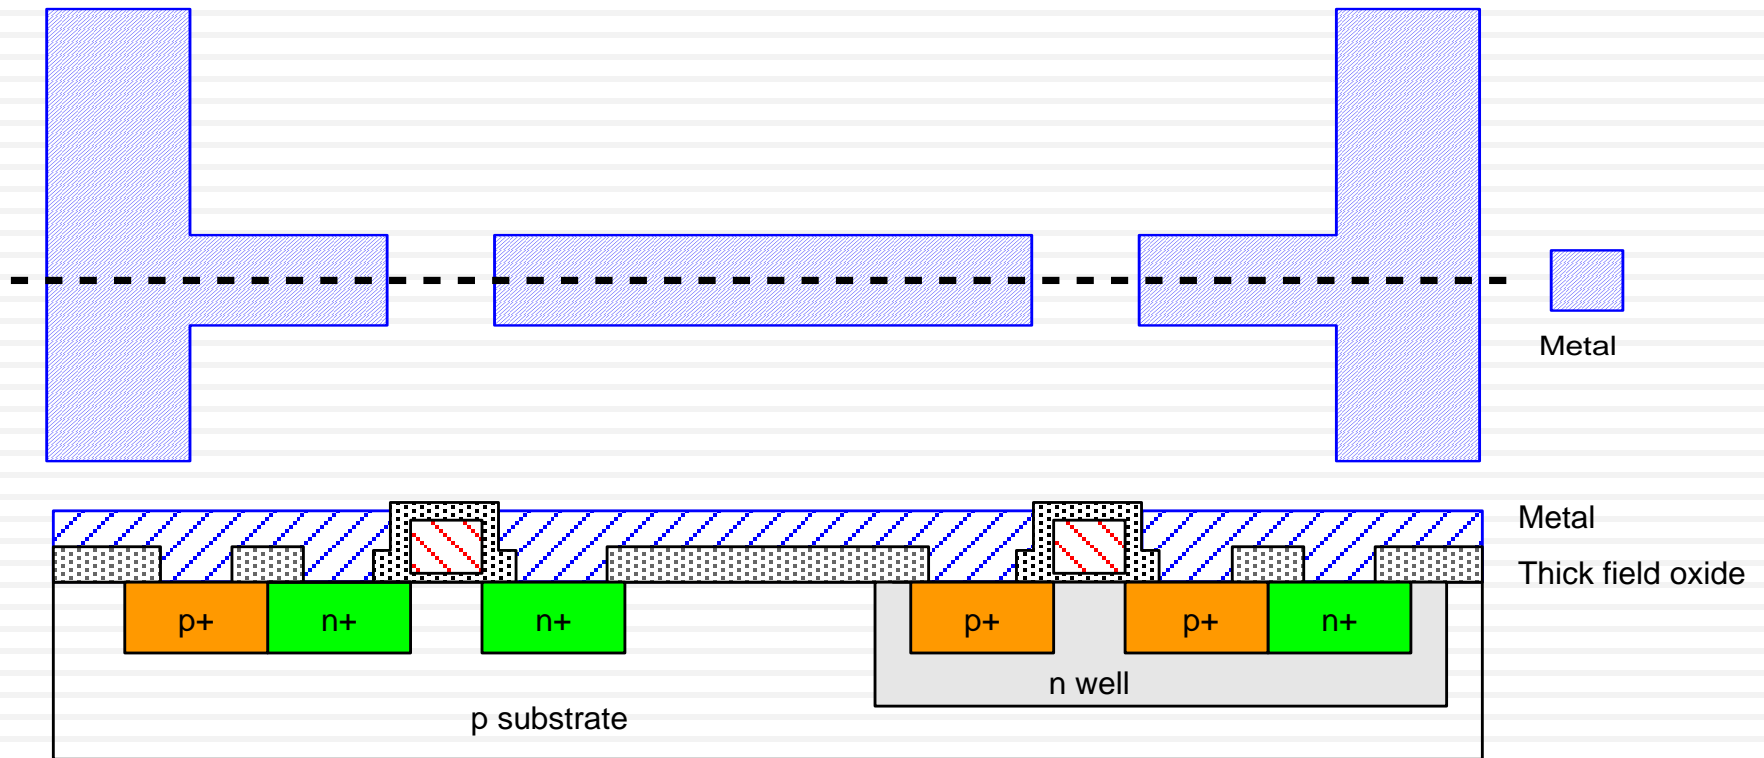 Metal
Metal
Thick field oxide
p+
n+
n+
p+
p+
n+
n well
p substrate